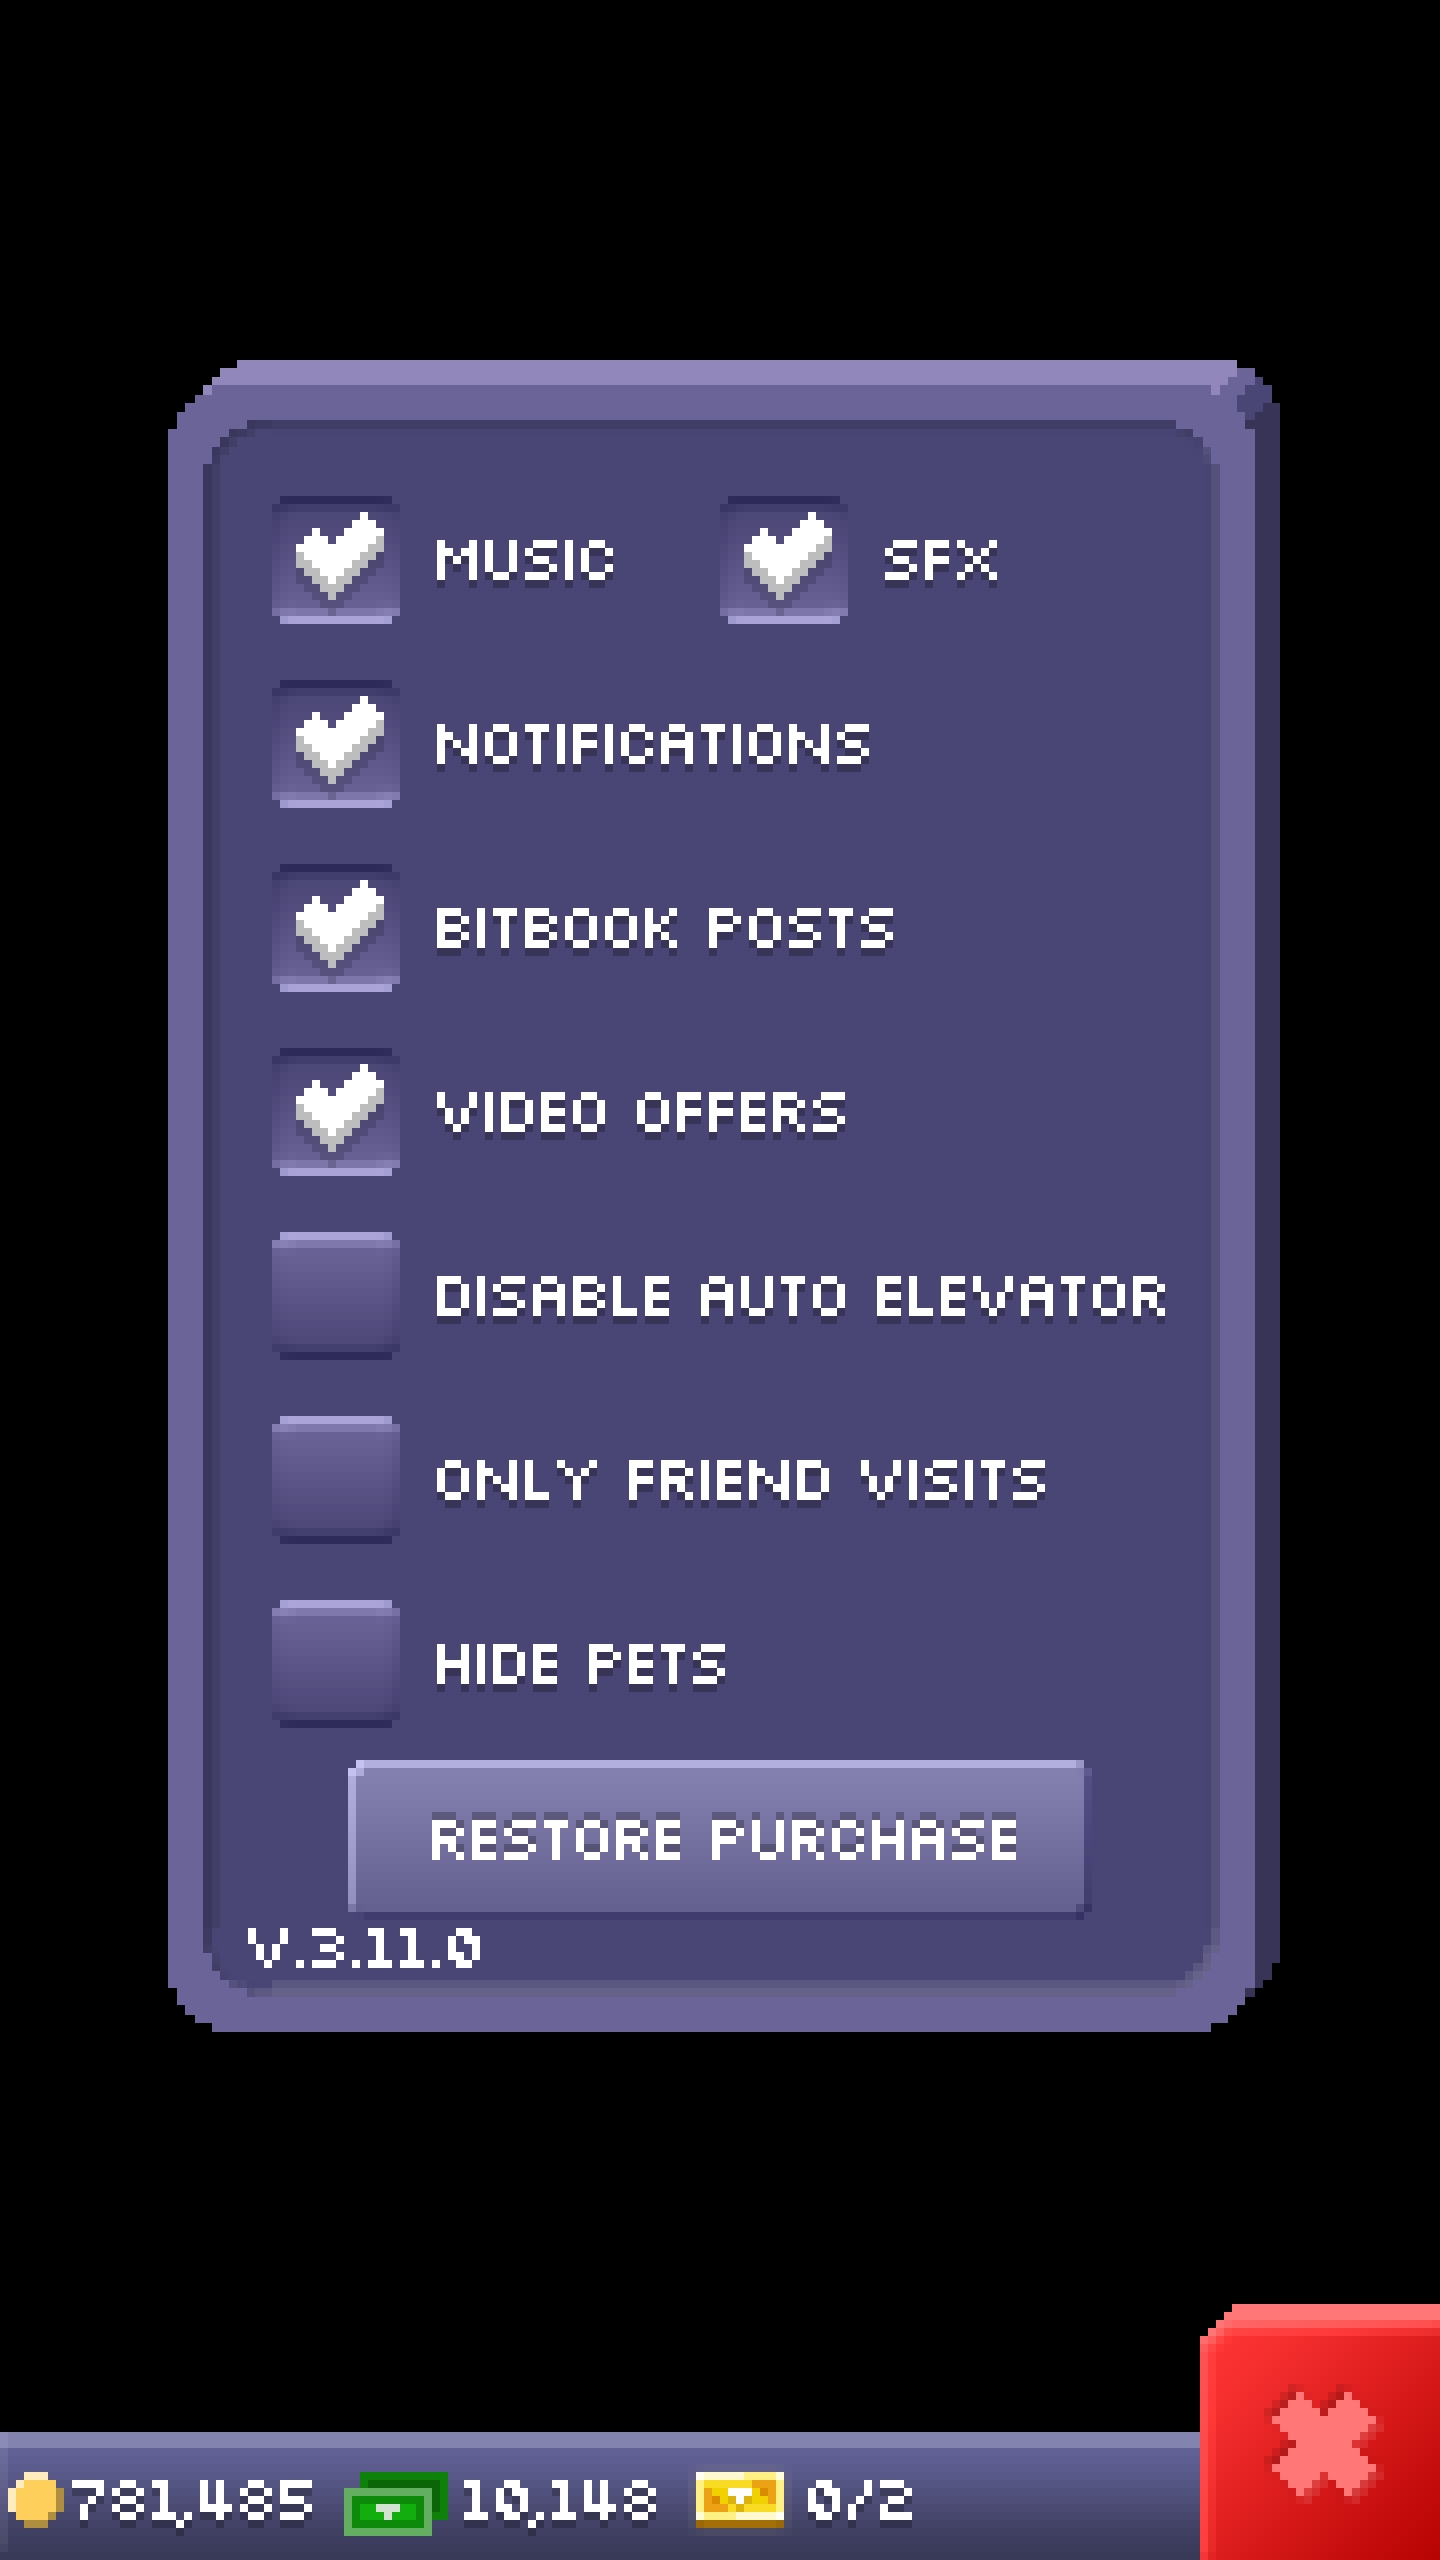 MUSIC SFX
NOTIFICATIONS
BITBOOK POSTS
VIDEO OFFERS
DISABLE AUTO ELEVATOR
ONLY FRIEND VISITS
HIDE PETS
RESTORE PURCHASE
V.3.11.0
781,485 10,148 0/2